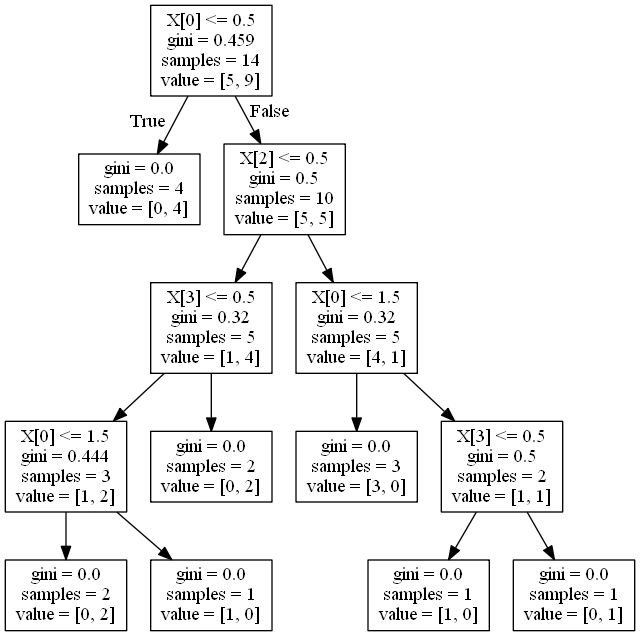 X[0] <= 0.5
gini = 0.459
samples = 14
value = [5, 9]
True
False
gini = 0.0
samples = 4
value = [0, 4]
X[2] <= 0.5
gini = 0.5
samples = 10
value = [5, 5]
X[3] <= 0.5
gini = 0.32
samples = 5
value = [1, 4]
X[0] <= 1.5
gini = 0.32
samples = 5
value = [4, 1]
X[0] <= 1.5
gini = 0.444
samples = 3
value = [1, 2]
gini = 0.0
samples = 2
value = [0, 2]
gini = 0.0
samples = 3
value = [3, 0]
X[3] <= 0.5
gini = 0.5
samples = 2
value = [1, 1]
gini = 0.0
samples = 2
value = [0, 2]
gini = 0.0
samples = 1
value = [1, 0]
gini = 0.0
samples = 1
value = [1, 0]
gini = 0.0
samples = 1
value = [0, 1]